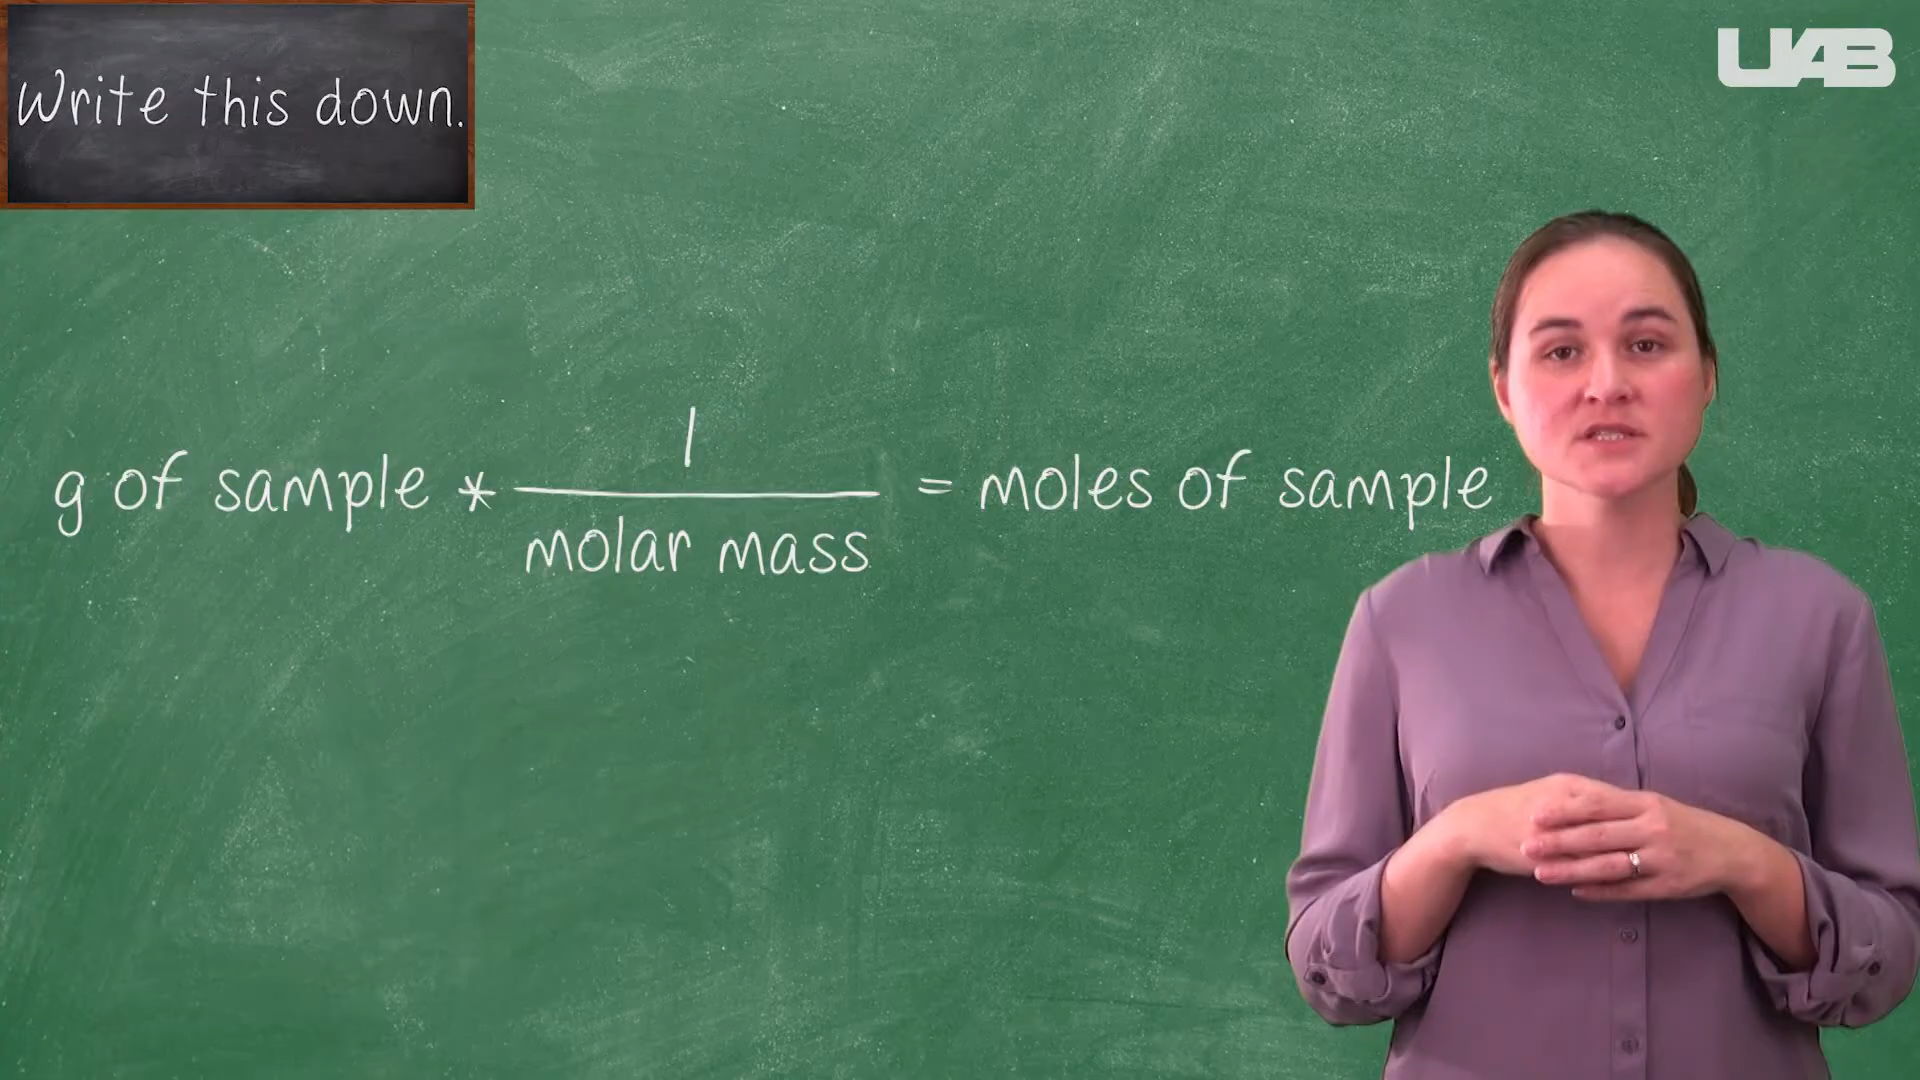 Write this down.
UAB
g of sample * 1 / molar mass = moles of sample